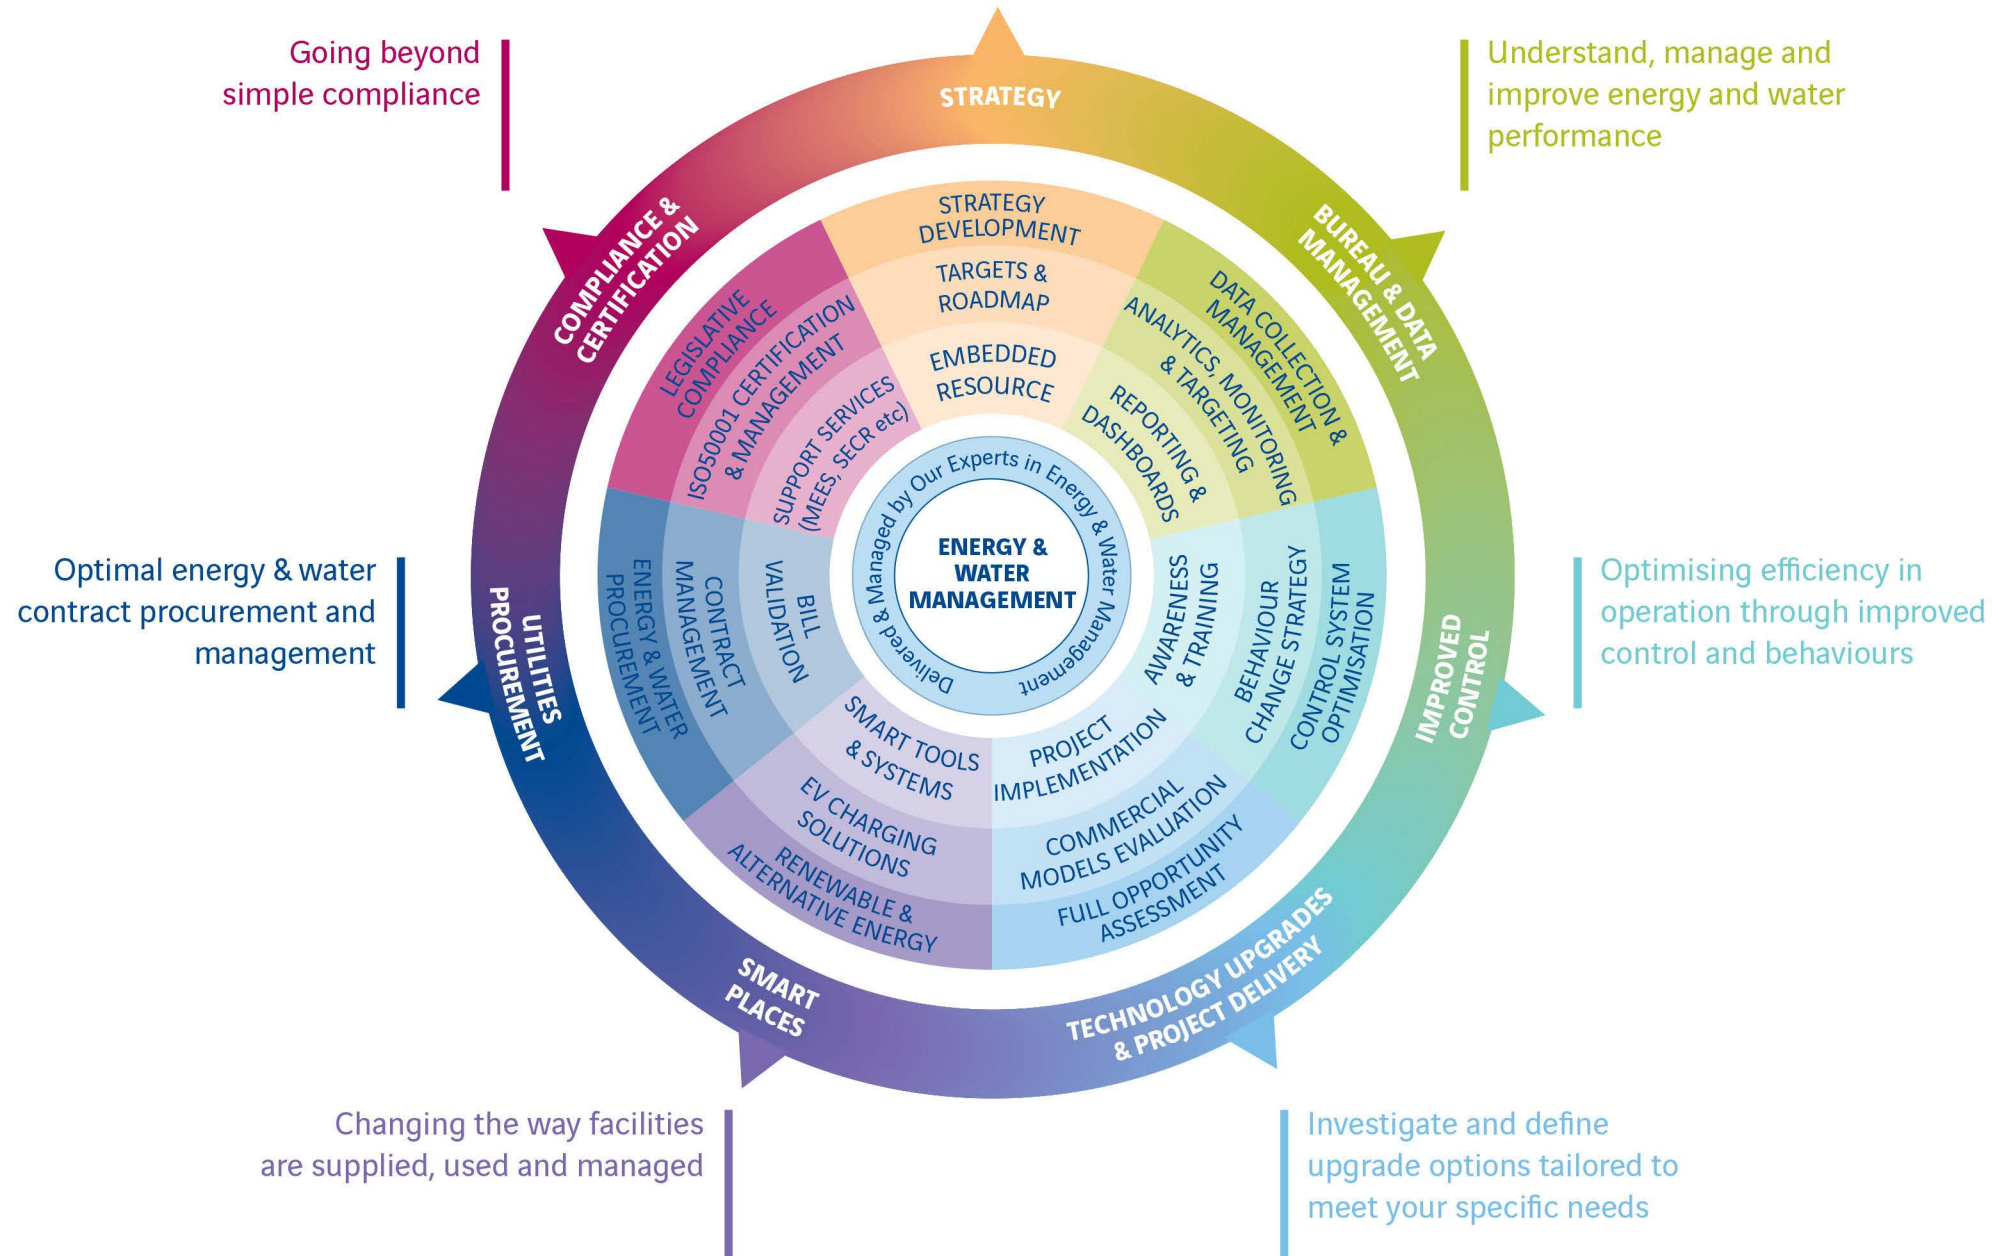 Going beyond
simple compliance
Understand, manage and
improve energy and water
performance
Optimal energy & water
contract procurement and
management
Optimising efficiency in
operation through improved
control and behaviours
Changing the way facilities
are supplied, used and managed
Investigate and define
upgrade options tailored to
meet your specific needs
STRATEGY
BUREAU & DATA
MANAGEMENT
IMPROVED
CONTROL
TECHNOLOGY UPGRADES
& PROJECT DELIVERY
SMART
PLACES
UTILITIES
PROCUREMENT
COMPLIANCE &
CERTIFICATION
STRATEGY
DEVELOPMENT
TARGETS &
ROADMAP
EMBEDDED
RESOURCE
DATA COLLECTION &
MANAGEMENT
ANALYTICS, MONITORING
& TARGETING
REPORTING &
DASHBOARDS
CONTROL SYSTEM
OPTIMISATION
BEHAVIOUR
CHANGE STRATEGY
AWARENESS
& TRAINING
FULL OPPORTUNITY
ASSESSMENT
COMMERCIAL
MODELS EVALUATION
PROJECT
IMPLEMENTATION
RENEWABLE &
ALTERNATIVE ENERGY
EV CHARGING
SOLUTIONS
SMART TOOLS
& SYSTEMS
ENERGY & WATER
PROCUREMENT
CONTRACT
MANAGEMENT
BILL
VALIDATION
LEGISLATIVE
COMPLIANCE
ISO50001 CERTIFICATION
& MANAGEMENT
SUPPORT SERVICES
(MEES, SECR etc)
Delivered & Managed by Our Experts in Energy & Water Management
ENERGY &
WATER
MANAGEMENT